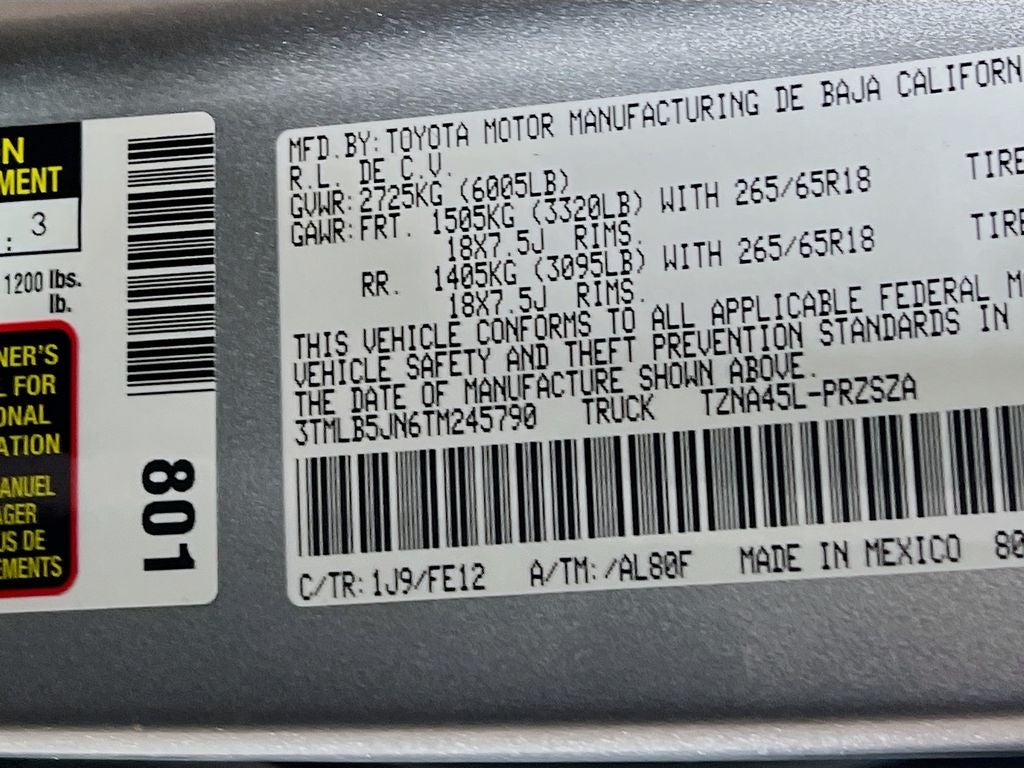 N
MENT
: 3
1200 lbs.
lb.
NER'S
L FOR
ONAL
ATION
ANUEL
AGER
US DE
EMENTS
801
MFD.BY:TOYOTA MOTOR MANUFACTURING DE BAJA CALIFORN
R.L. DE C.V.
GVWR:2725KG (6005LB)
GAWR:FRT. 1505KG (3320LB) WITH 265/65R18 TIRE
18X7.5J RIMS.
RR. 1405KG (3095LB) WITH 265/65R18 TIRE
18X7.5J RIMS.
THIS VEHICLE CONFORMS TO ALL APPLICABLE FEDERAL M
VEHICLE SAFETY AND THEFT PREVENTION STANDARDS IN
THE DATE OF MANUFACTURE SHOWN ABOVE.
3TMLB5JN6TM245790 TRUCK TZNA45L-PRZSZA
C/TR:1J9/FE12 A/TM:/AL80F MADE IN MEXICO 80